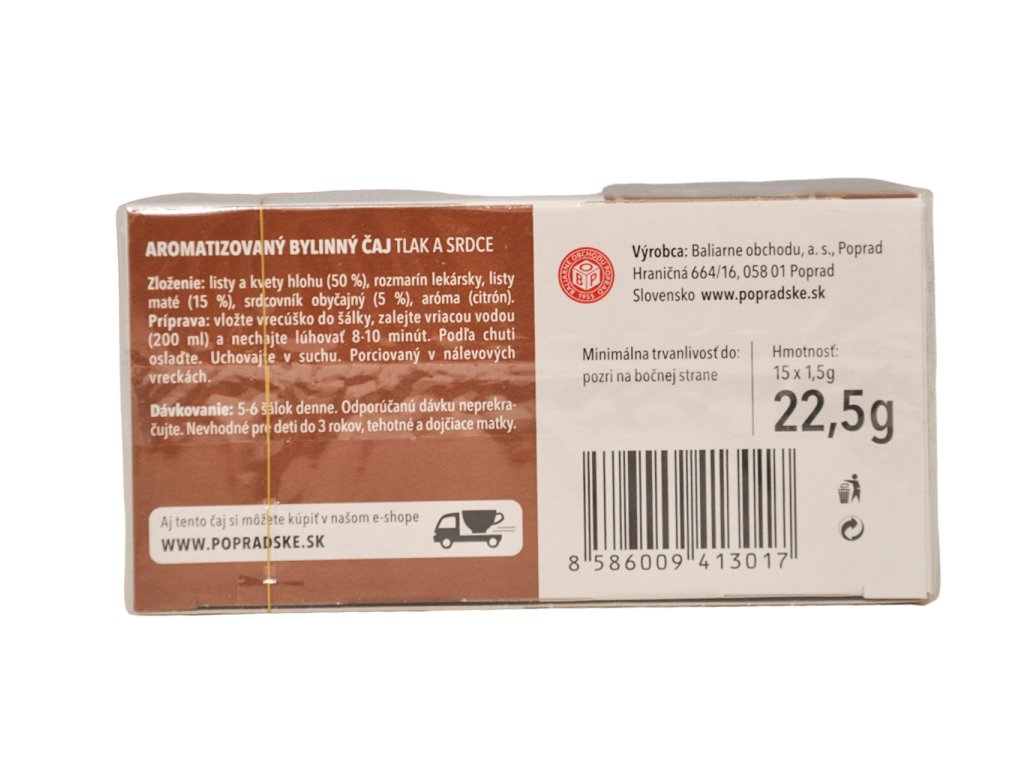 AROMATIZOVANÝ BYLINNÝ ČAJ TLAK A SRDCE
Zloženie: listy a kvety hlohu (50 %), rozmarín lekársky, listy
maté (15 %), srdcovník obyčajný (5 %), aróma (citrón).
Príprava: vložte vrecúško do šálky, zalejte vriacou vodou
(200 ml) a nechajte lúhovať 8-10 minút. Podľa chuti
oslaďte. Uchovajte v suchu. Porciovaný v nálevových
vreckách.
Dávkovanie: 5-6 šálok denne. Odporúčanú dávku neprekra-
čujte. Nevhodné pre deti do 3 rokov, tehotné a dojčiace matky.
Aj tento čaj si môžete kúpiť v našom e-shope
WWW.POPRADSKE.SK
BALIARNE OBCHODU POPRAD
1955
B O P
Výrobca: Baliarne obchodu, a. s., Poprad
Hraničná 664/16, 058 01 Poprad
Slovensko www.popradske.sk
Minimálna trvanlivosť do:
pozri na bočnej strane
Hmotnosť:
15 x 1,5g
22,5g
8 586009 413017